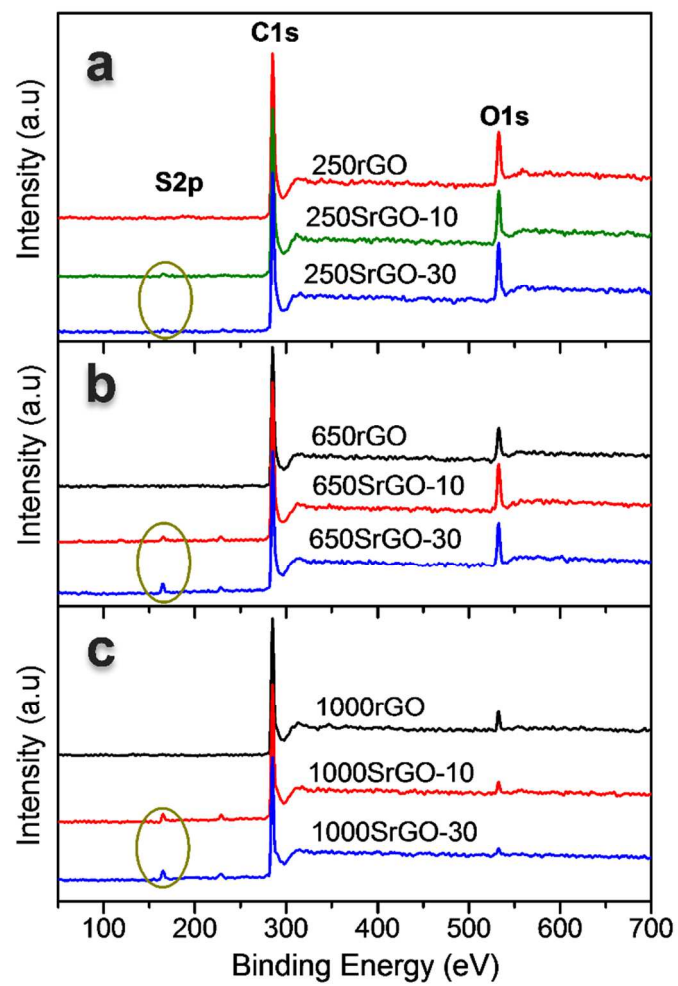 C1s
a
O1s
S2p
250rGO
250SrGO-10
250SrGO-30
Intensity (a.u)
b
650rGO
650SrGO-10
650SrGO-30
Intensity (a.u)
c
1000rGO
1000SrGO-10
1000SrGO-30
Intensity (a.u)
100 200 300 400 500 600 700
Binding Energy (eV)